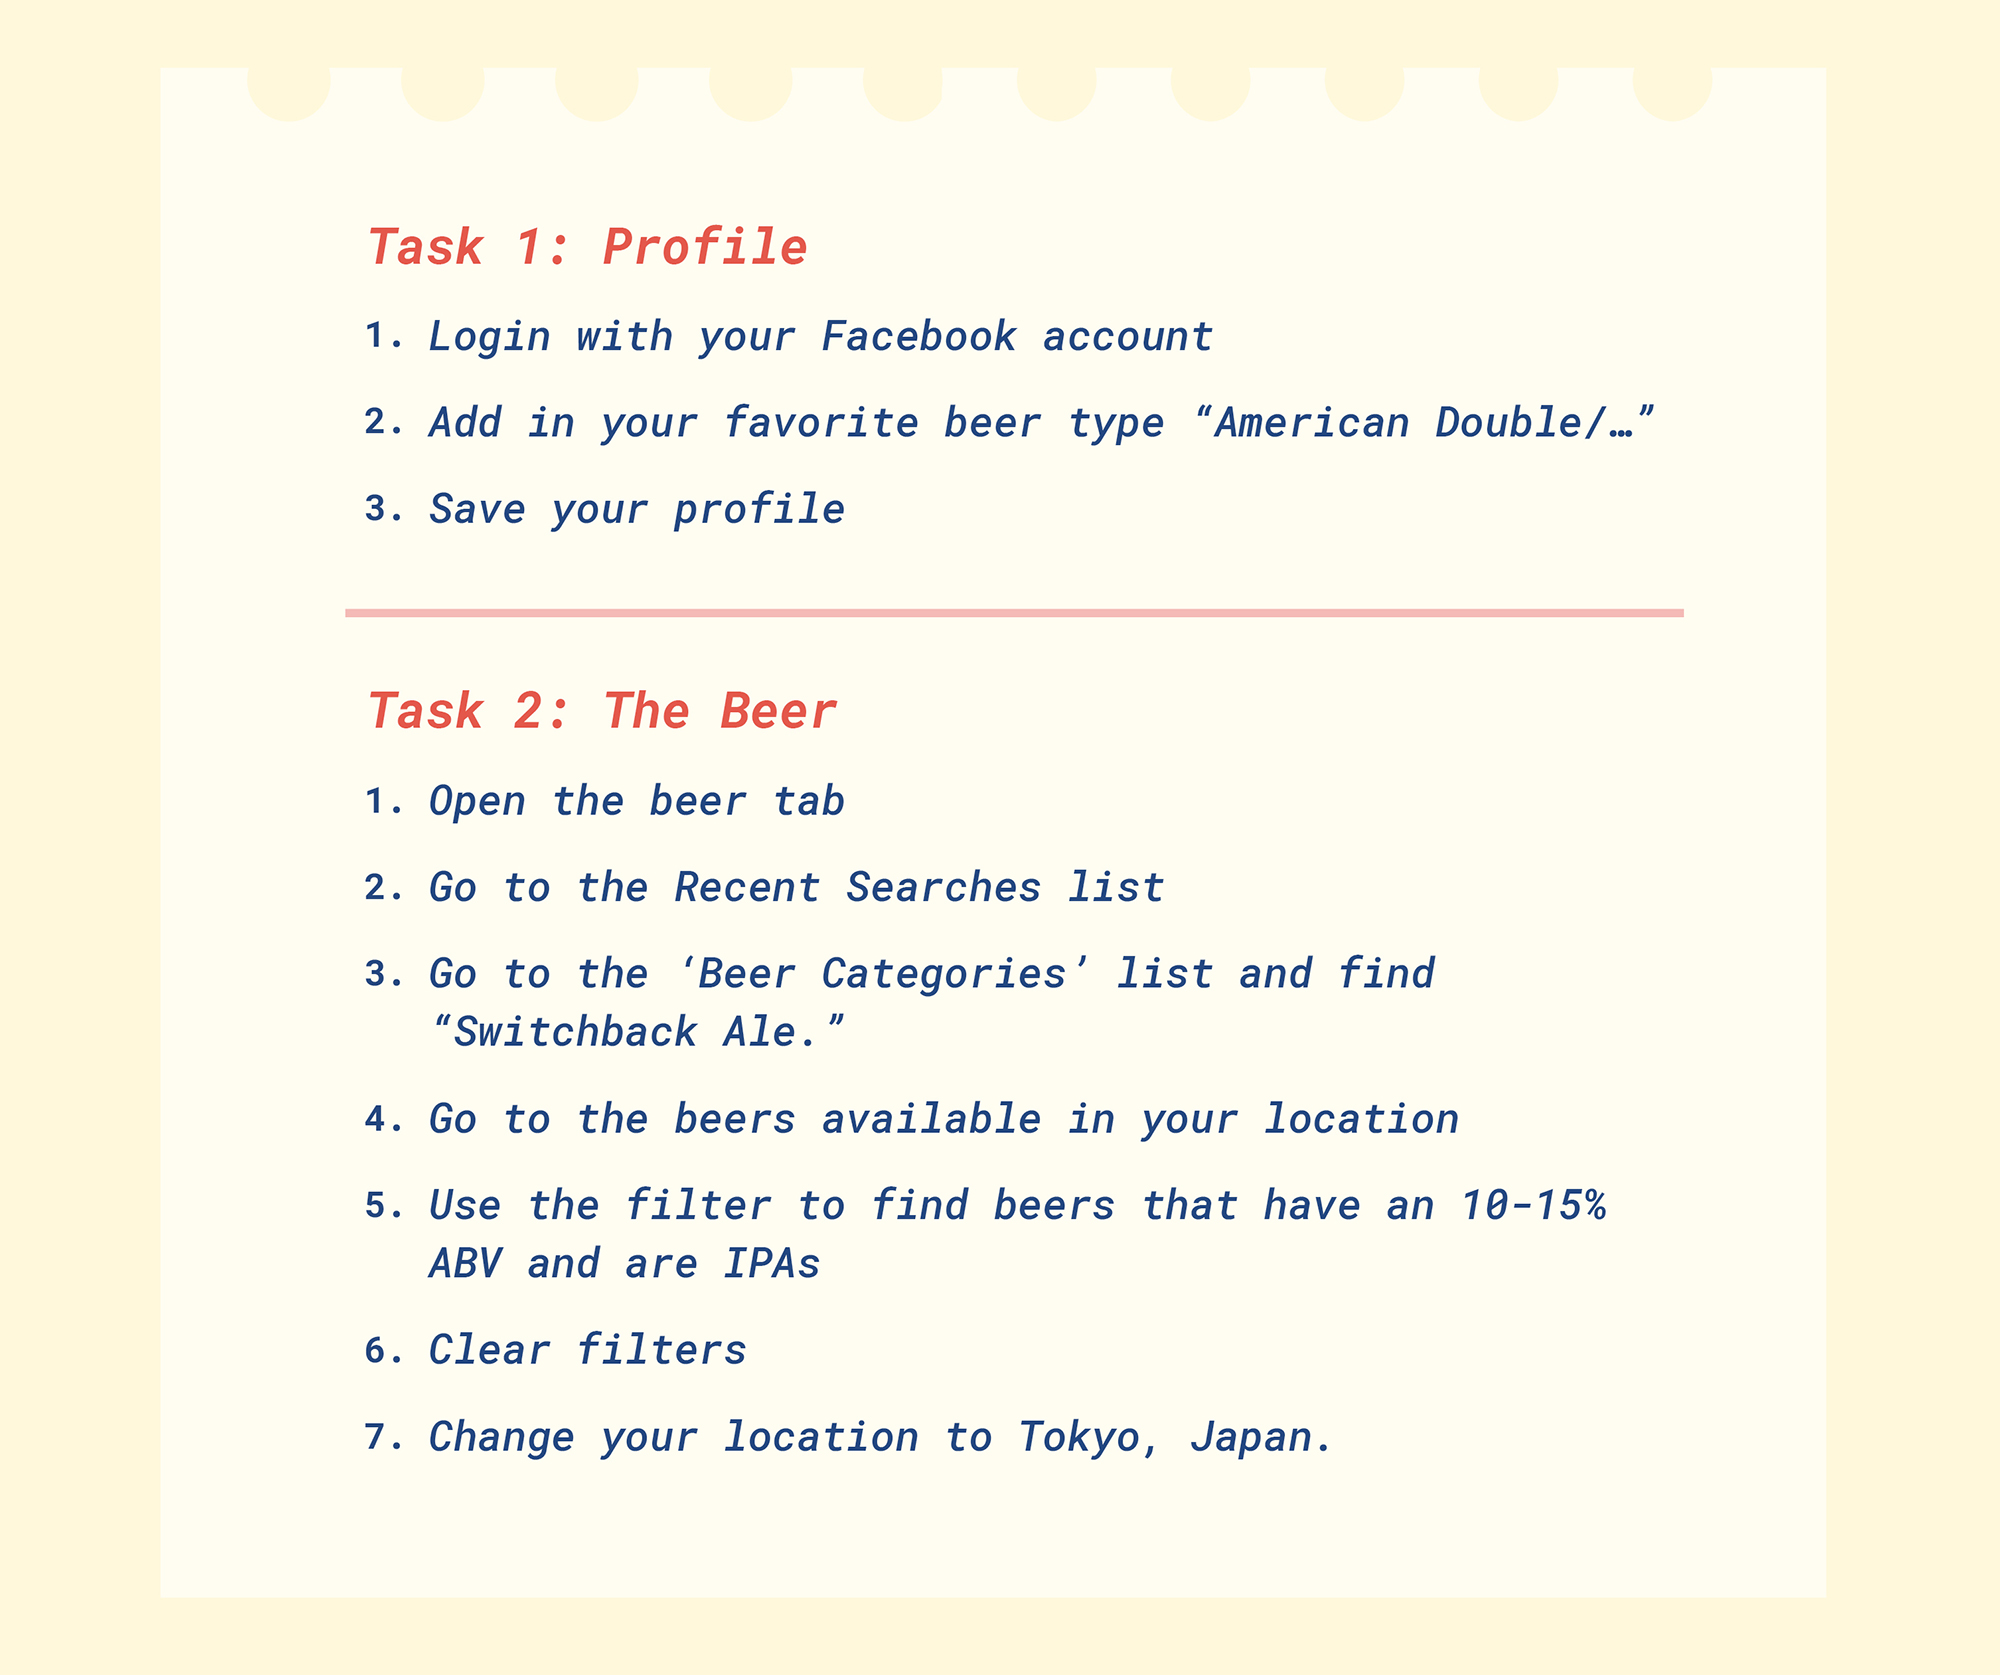 Task 1: Profile
1. Login with your Facebook account
2. Add in your favorite beer type “American Double/…”
3. Save your profile
Task 2: The Beer
1. Open the beer tab
2. Go to the Recent Searches list
3. Go to the ‘Beer Categories’ list and find
“Switchback Ale.”
4. Go to the beers available in your location
5. Use the filter to find beers that have an 10-15%
ABV and are IPAs
6. Clear filters
7. Change your location to Tokyo, Japan.